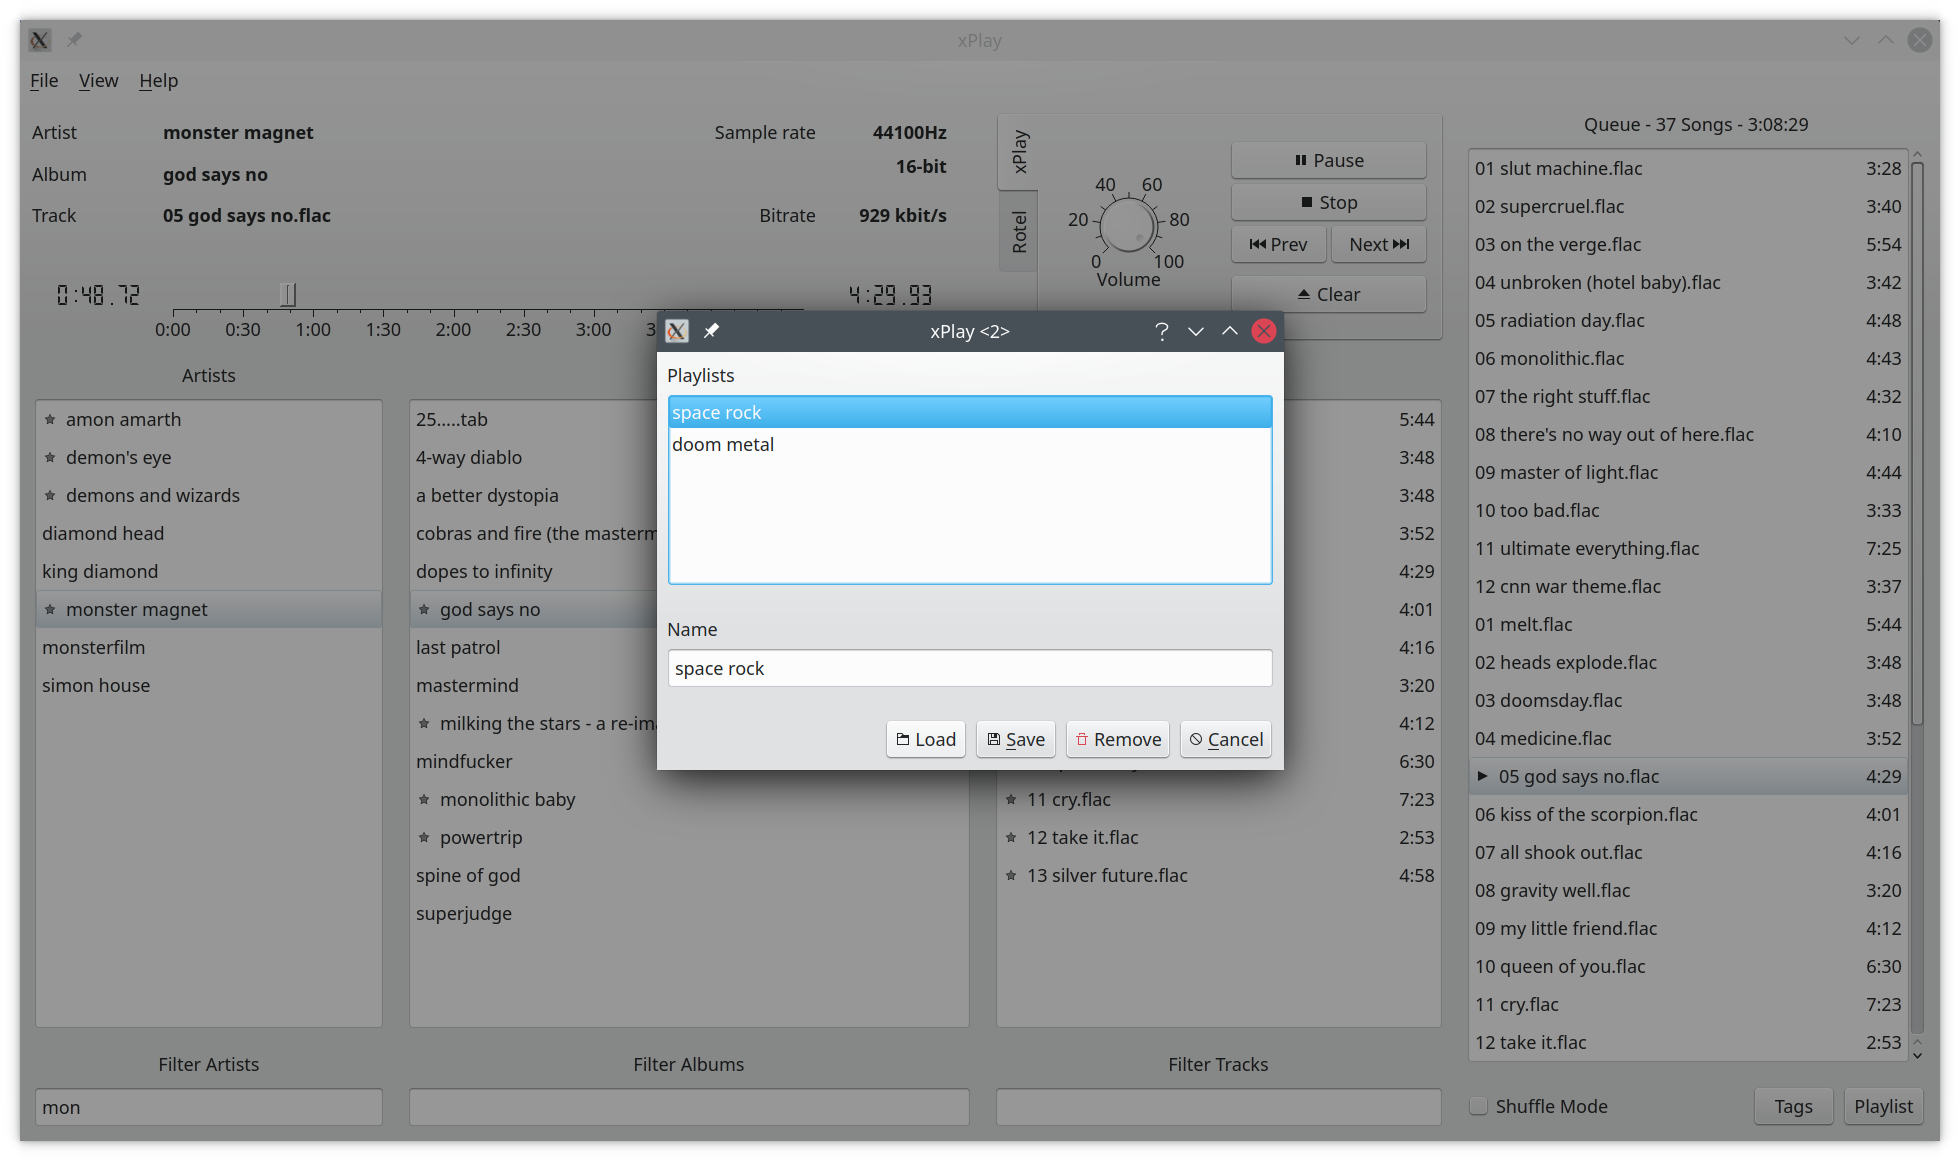 xPlay
File View Help
Artist monster magnet
Album god says no
Track 05 god says no.flac
Sample rate 44100Hz
16-bit
Bitrate 929 kbit/s
0:48.72
4:29.93
0:00 0:30 1:00 1:30 2:00 2:30 3:00 3
xPlay
Rotel
0 20 40 60 80 100
Volume
Pause
Stop
Prev
Next
Clear
Queue - 37 Songs - 3:08:29
01 slut machine.flac 3:28
02 supercruel.flac 3:40
03 on the verge.flac 5:54
04 unbroken (hotel baby).flac 3:42
05 radiation day.flac 4:48
06 monolithic.flac 4:43
07 the right stuff.flac 4:32
08 there's no way out of here.flac 4:10
09 master of light.flac 4:44
10 too bad.flac 3:33
11 ultimate everything.flac 7:25
12 cnn war theme.flac 3:37
01 melt.flac 5:44
02 heads explode.flac 3:48
03 doomsday.flac 3:48
04 medicine.flac 3:52
05 god says no.flac 4:29
06 kiss of the scorpion.flac 4:01
07 all shook out.flac 4:16
08 gravity well.flac 3:20
09 my little friend.flac 4:12
10 queen of you.flac 6:30
11 cry.flac 7:23
12 take it.flac 2:53
Shuffle Mode
Tags
Playlist
Artists
amon amarth
demon's eye
demons and wizards
diamond head
king diamond
monster magnet
monsterfilm
simon house
Filter Artists
mon
25.....tab
4-way diablo
a better dystopia
cobras and fire (the masterm
dopes to infinity
god says no
last patrol
mastermind
milking the stars - a re-ima
mindfucker
monolithic baby
powertrip
spine of god
superjudge
Filter Albums
5:44
3:48
3:48
3:52
4:29
4:01
4:16
3:20
4:12
6:30
11 cry.flac 7:23
12 take it.flac 2:53
13 silver future.flac 4:58
Filter Tracks
xPlay <2>
Playlists
space rock
doom metal
Name
space rock
Load
Save
Remove
Cancel